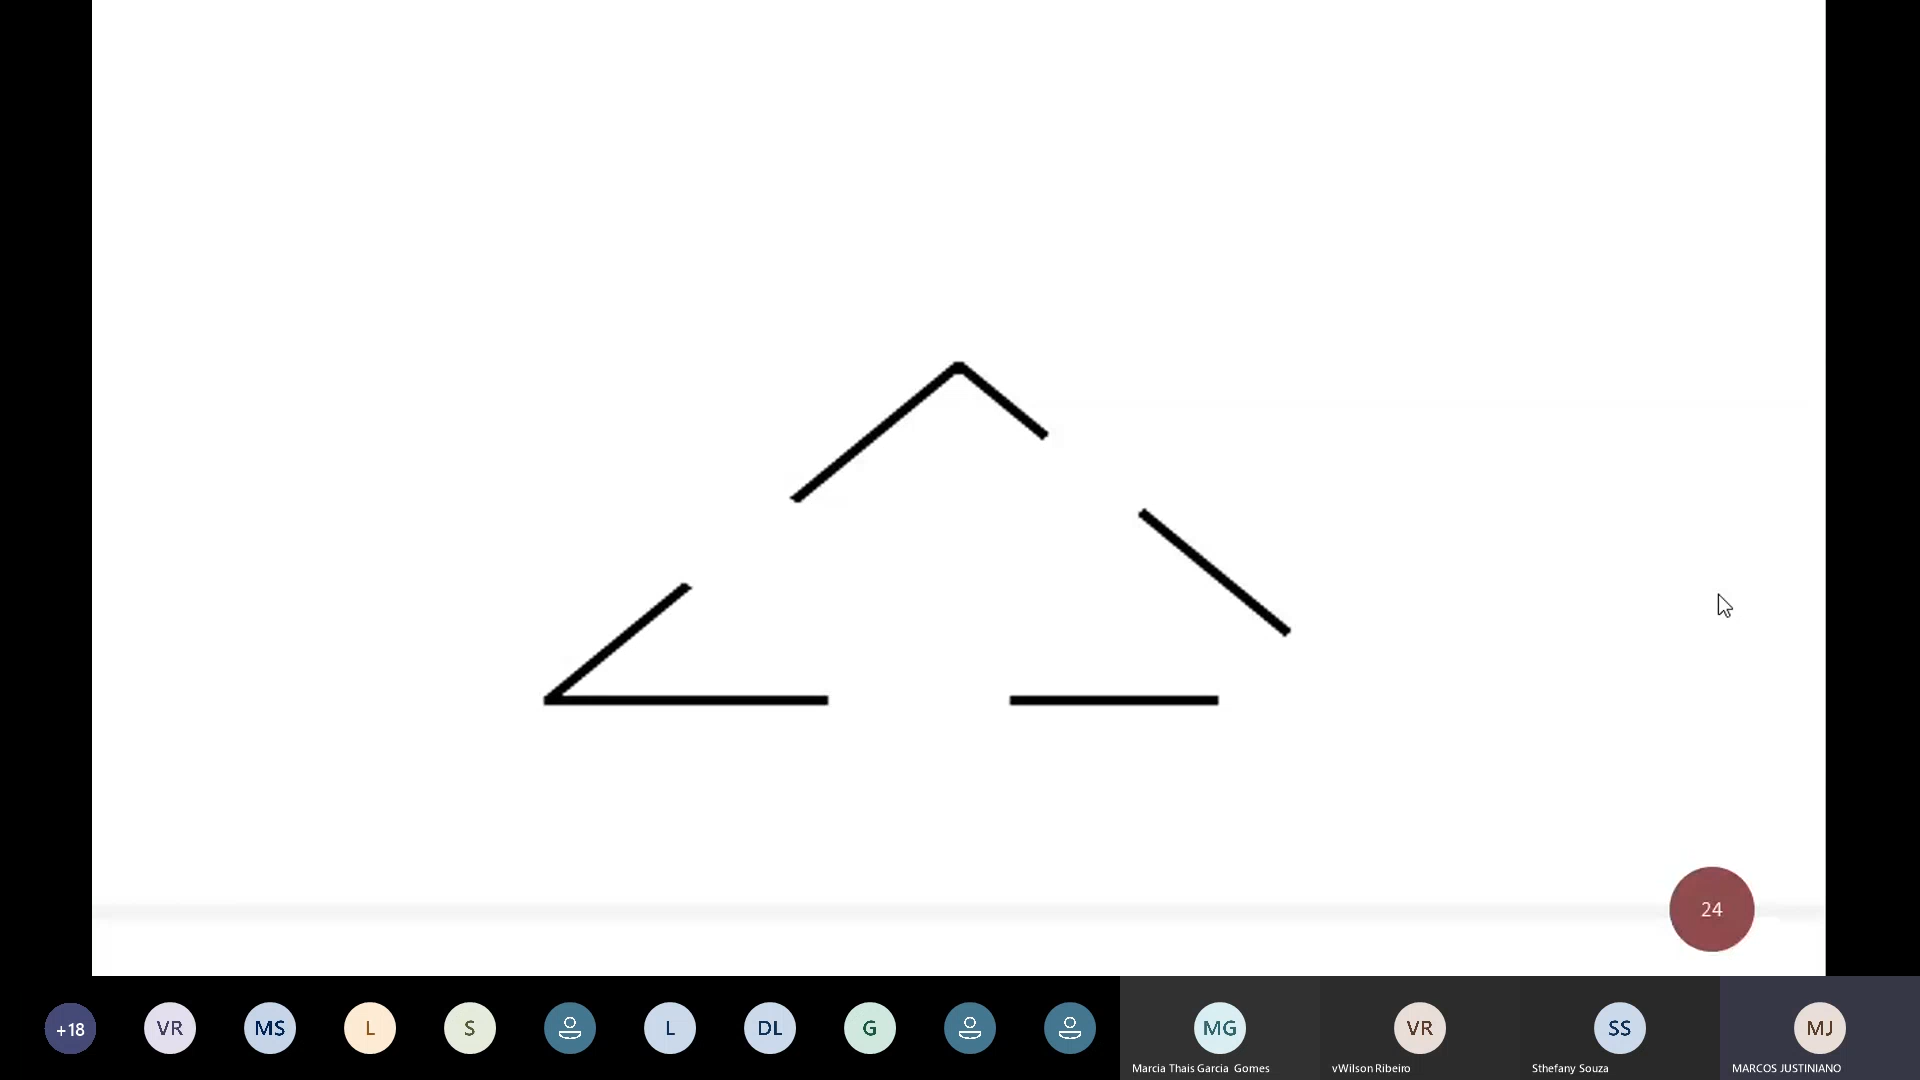 24
+18
VR
MS
L
S
L
DL
G
MG
VR
SS
MJ
Marcia Thais Garcia Gomes
vWilson Ribeiro
Sthefany Souza
MARCOS JUSTINIANO